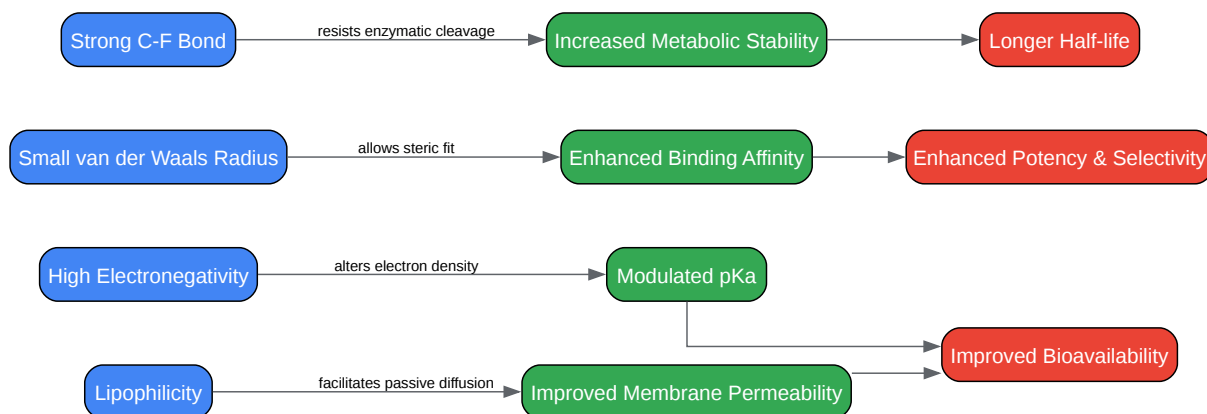 Strong C-F Bond
resists enzymatic cleavage
Increased Metabolic Stability
Longer Half-life
Small van der Waals Radius
allows steric fit
Enhanced Binding Affinity
Enhanced Potency & Selectivity
High Electronegativity
alters electron density
Modulated pKa
Improved Bioavailability
Lipophilicity
facilitates passive diffusion
Improved Membrane Permeability